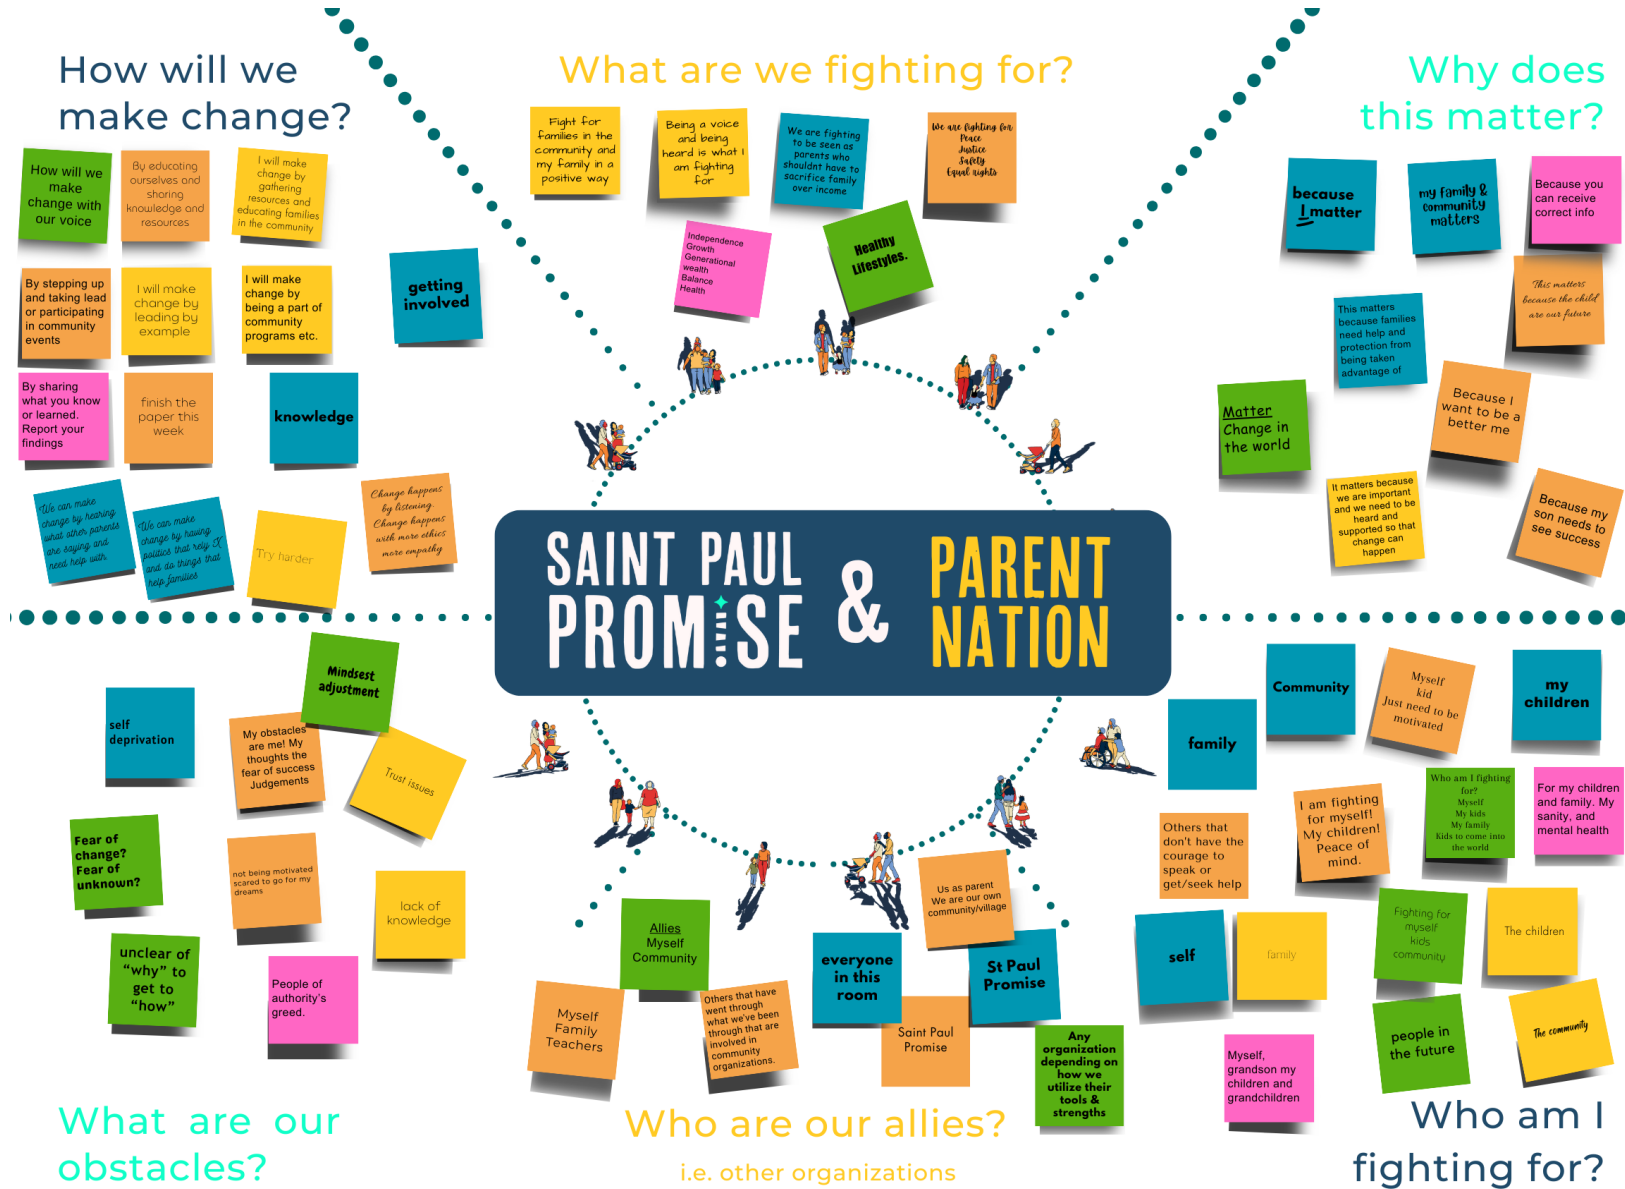 How will we
make change?
How will we
make
change with
our voice
By educating
ourselves and
sharing
knowledge and
resources
I will make
change by
gathering
resources and
educating families
in the community
By stepping up
and taking lead
or participating
in community
events
I will make
change by
leading by
example
I will make
change by
being a part of
community
programs etc.
getting
involved
By sharing
what you know
or learned.
Report your
findings
finish the
paper this
week
knowledge
We can make
change by hearing
what other parents
are saying and
need help with.
We can make
change by having
politics that rely
and do things that
help families
Try harder
Change happens
by listening
Change happens
with more ethics
more empathy
What are we fighting for?
Fight for
families in the
community and
my family in a
positive way
Being a voice
and being
heard is what I
am fighting
for
We are fighting
to be seen as
parents who
shouldnt have to
sacrifice family
over income
We are fighting for
Peace
Justice
Safety
Equal rights
Independence
Growth
Generational
wealth
Balance
Health
Healthy
Lifestyles.
Why does
this matter?
because
I matter
my family &
community
matters
Because you
can receive
correct info
This matters
because the child
are our future
This matters
because families
need help and
protection from
being taken
advantage of
Matter
Change in
the world
Because I
want to be a
better me
It matters because
we are important
and we need to be
heard and
supported so that
change can
happen
Because my
son needs to
see success
SAINT PAUL
PROMISE
&
PARENT
NATION
Mindsest
adjustment
self
deprivation
My obstacles
are me! My
thoughts the
fear of success
Judgements
Trust issues
Fear of
change?
Fear of
unknown?
not being motivated
scared to go for my
dreams
lack of
knowledge
unclear of
“why” to
get to
“how”
People of
authority’s
greed.
What are our
obstacles?
Us as parent
We are our own
community/village
Allies
Myself
Community
everyone
in this
room
St Paul
Promise
Myself
Family
Teachers
Others that have
went through
what we've been
through that are
involved in
community
organizations.
Saint Paul
Promise
Any
organization
depending on
how we
utilize their
tools &
strengths
Who are our allies?
i.e. other organizations
Community
Myself
kid
Just need to be
motivated
my
children
family
Others that
don't have the
courage to
speak or
get/seek help
I am fighting
for myself!
My children!
Peace of
mind.
Who am I fighting
for?
Myself
My kids
My family
Kids to come into
the world
For my children
and family. My
sanity, and
mental health
self
family
Fighting for
myself
kids
community
The children
people in
the future
The community
Myself,
grandson my
children and
grandchildren
Who am I
fighting for?